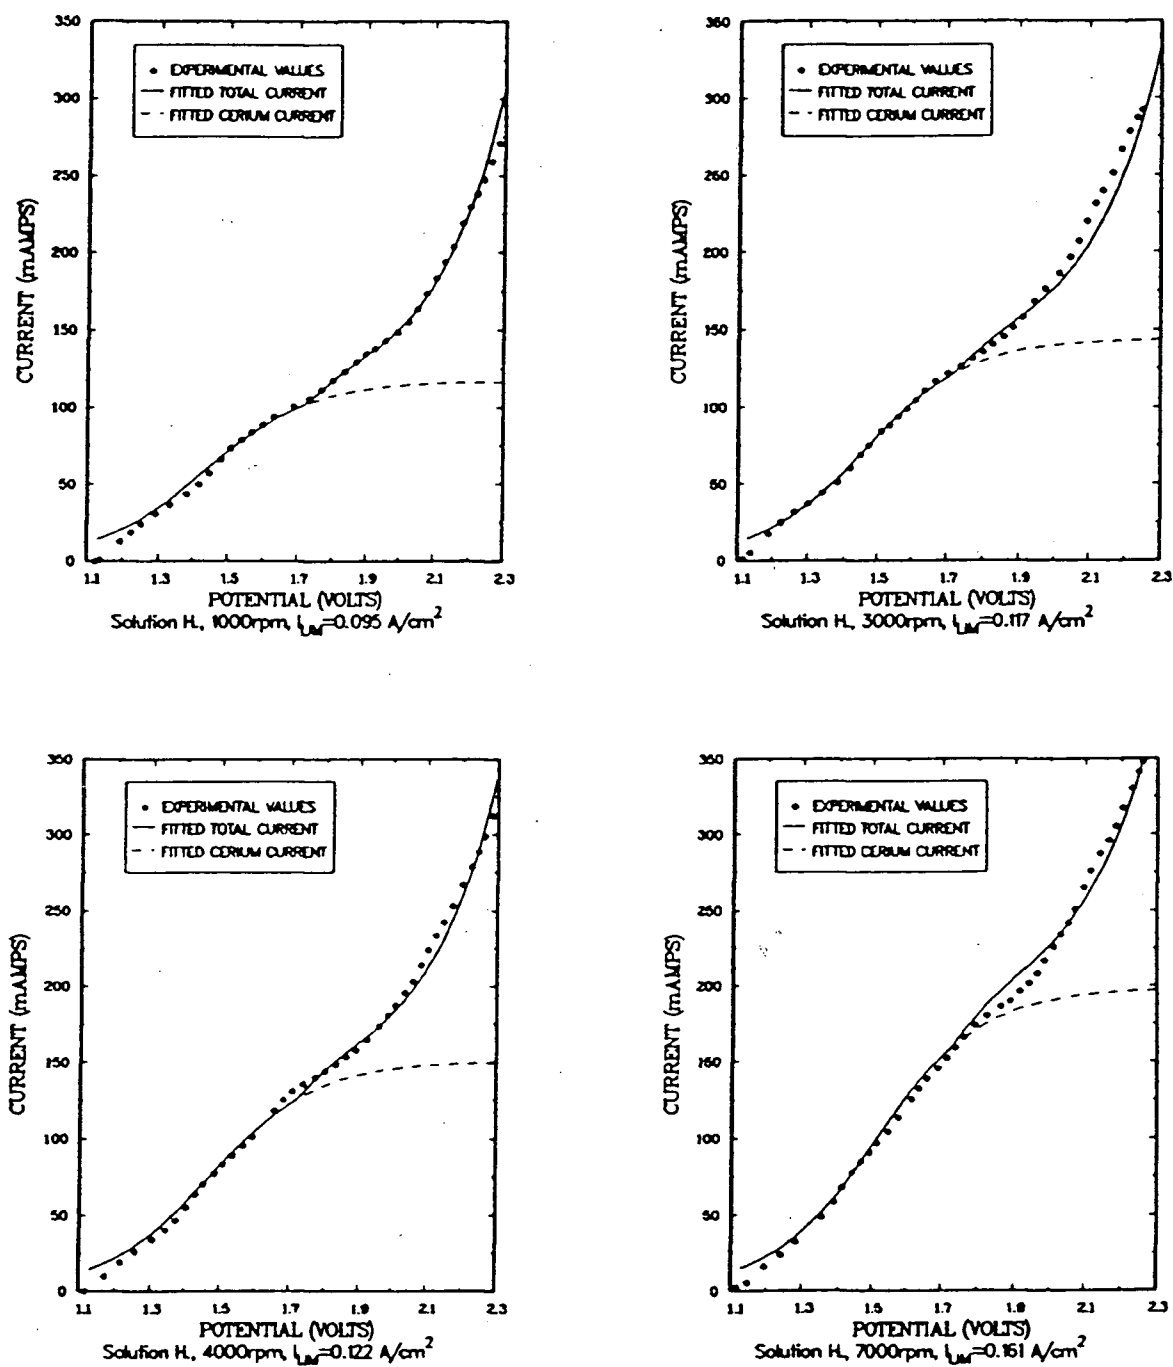 350
300
250
200
150
100
50
0
CURRENT (mAMPS)
EXPERIMENTAL VALUES
FITTED TOTAL CURRENT
FITTED CERIUM CURRENT
1.1 1.3 1.5 1.7 1.9 2.1 2.3
POTENTIAL (VOLTS)
Solution H., 1000rpm, I_LIM=0.095 A/cm²
350
300
250
200
150
100
50
0
CURRENT (mAMPS)
EXPERIMENTAL VALUES
FITTED TOTAL CURRENT
FITTED CERIUM CURRENT
1.1 1.3 1.5 1.7 1.9 2.1 2.3
POTENTIAL (VOLTS)
Solution H., 3000rpm, I_LIM=0.117 A/cm²
350
300
250
200
150
100
50
0
CURRENT (mAMPS)
EXPERIMENTAL VALUES
FITTED TOTAL CURRENT
FITTED CERIUM CURRENT
1.1 1.3 1.5 1.7 1.9 2.1 2.3
POTENTIAL (VOLTS)
Solution H., 4000rpm, I_LIM=0.122 A/cm²
350
300
250
200
150
100
50
0
CURRENT (mAMPS)
EXPERIMENTAL VALUES
FITTED TOTAL CURRENT
FITTED CERIUM CURRENT
1.1 1.3 1.5 1.7 1.9 2.1 2.3
POTENTIAL (VOLTS)
Solution H., 7000rpm, I_LIM=0.161 A/cm²